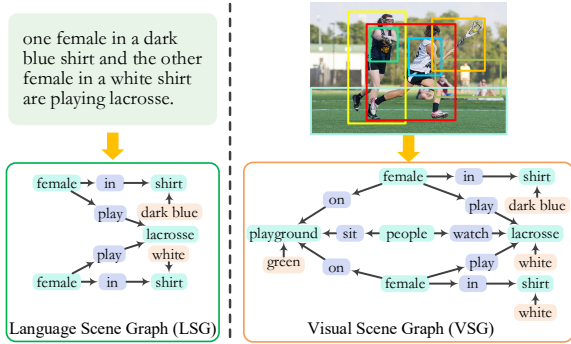 one female in a dark
blue shirt and the other
female in a white shirt
are playing lacrosse.
female in shirt
play dark blue
lacrosse
play white
female in shirt
Language Scene Graph (LSG)
female in shirt
on play dark blue
playground sit people watch lacrosse
green play white
on female in shirt
white
Visual Scene Graph (VSG)